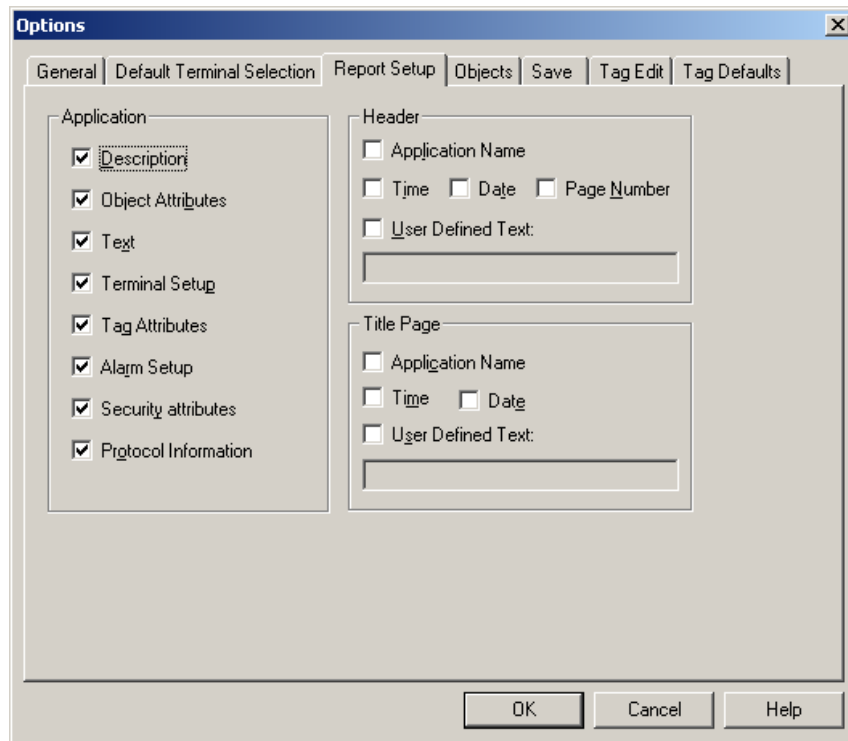 Options
General Default Terminal Selection Report Setup Objects Save Tag Edit Tag Defaults
Application
Description
Object Attributes
Text
Terminal Setup
Tag Attributes
Alarm Setup
Security attributes
Protocol Information
Header
Application Name
Time Date Page Number
User Defined Text:
Title Page
Application Name
Time Date
User Defined Text:
OK Cancel Help